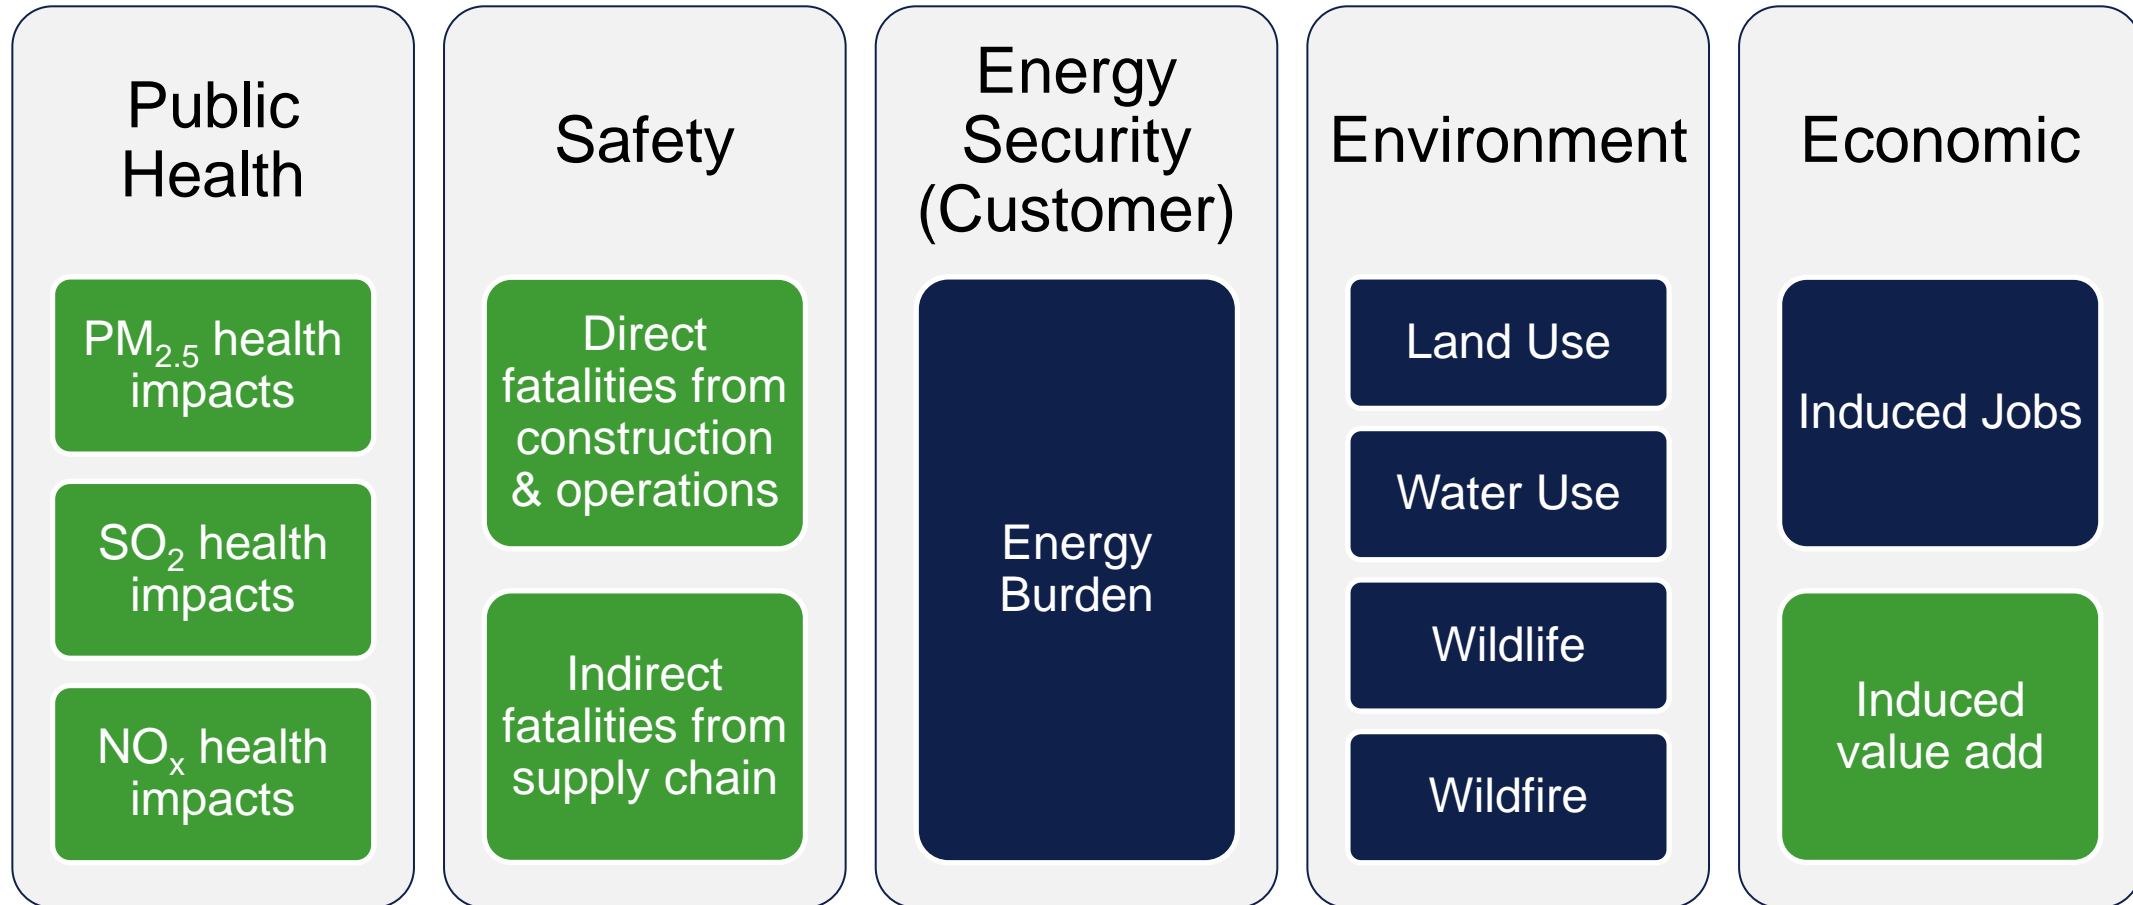 Public
Health
PM2.5 health
impacts
SO2 health
impacts
NOx health
impacts
Safety
Direct
fatalities from
construction
& operations
Indirect
fatalities from
supply chain
Energy
Security
(Customer)
Energy
Burden
Environment
Land Use
Water Use
Wildlife
Wildfire
Economic
Induced Jobs
Induced
value add